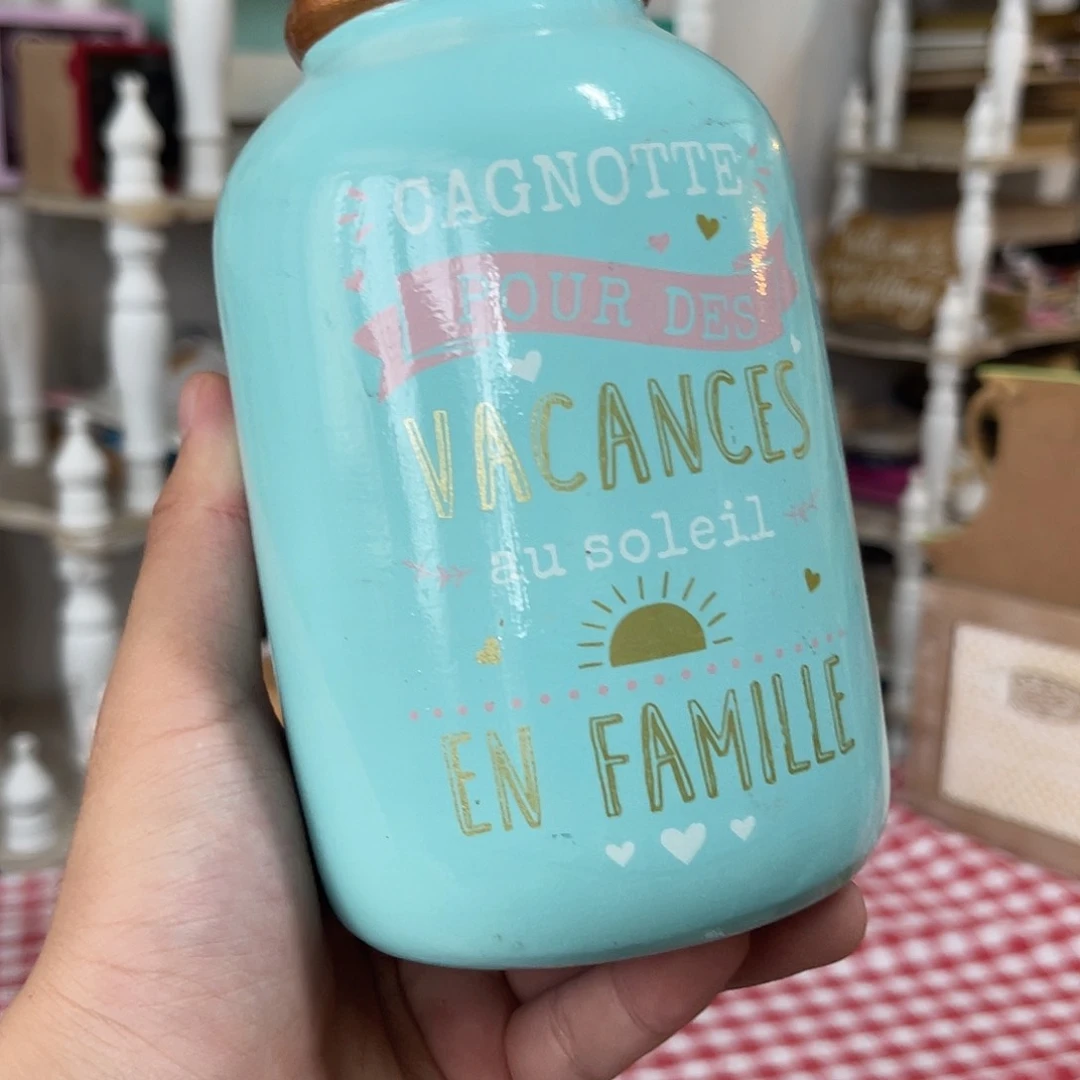 CAGNOTTE
POUR DES
VACANCES
au soleil
EN FAMILLE